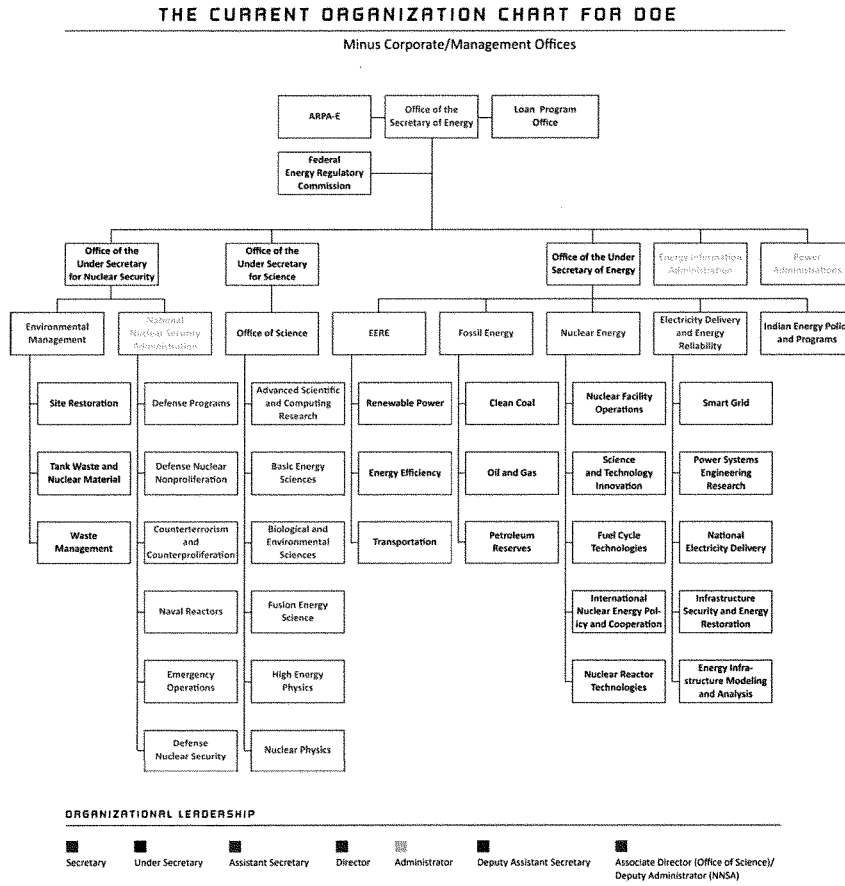 THE CURRENT ORGANIZATION CHART FOR DOE
Minus Corporate/Management Offices
ARPA-E
Office of the
Secretary of Energy
Loan Program
Office
Federal
Energy Regulatory
Commission
Office of the
Under Secretary
for Nuclear Security
Office of the
Under Secretary
for Science
Office of the Under
Secretary of Energy
Energy Information
Administration
Power
Administrations
Environmental
Management
National
Nuclear Security
Administration
Office of Science
EERE
Fossil Energy
Nuclear Energy
Electricity Delivery
and Energy
Reliability
Indian Energy Polic
and Programs
Site Restoration
Defense Programs
Advanced Scientific
and Computing
Research
Renewable Power
Clean Coal
Nuclear Facility
Operations
Smart Grid
Tank Waste and
Nuclear Material
Defense Nuclear
Nonproliferation
Basic Energy
Sciences
Energy Efficiency
Oil and Gas
Science
and Technology
Innovation
Power Systems
Engineering
Research
Waste
Management
Counterterrorism
and
Counterproliferation
Biological and
Environmental
Sciences
Transportation
Petroleum
Reserves
Fuel Cycle
Technologies
National
Electricity Delivery
Naval Reactors
Fusion Energy
Science
International
Nuclear Energy Pol-
icy and Cooperation
Infrastructure
Security and Energy
Restoration
Emergency
Operations
High Energy
Physics
Nuclear Reactor
Technologies
Energy Infra-
structure Modeling
and Analysis
Defense
Nuclear Security
Nuclear Physics
ORGANIZATIONAL LEADERSHIP
Secretary
Under Secretary
Assistant Secretary
Director
Administrator
Deputy Assistant Secretary
Associate Director (Office of Science)/
Deputy Administrator (NNSA)